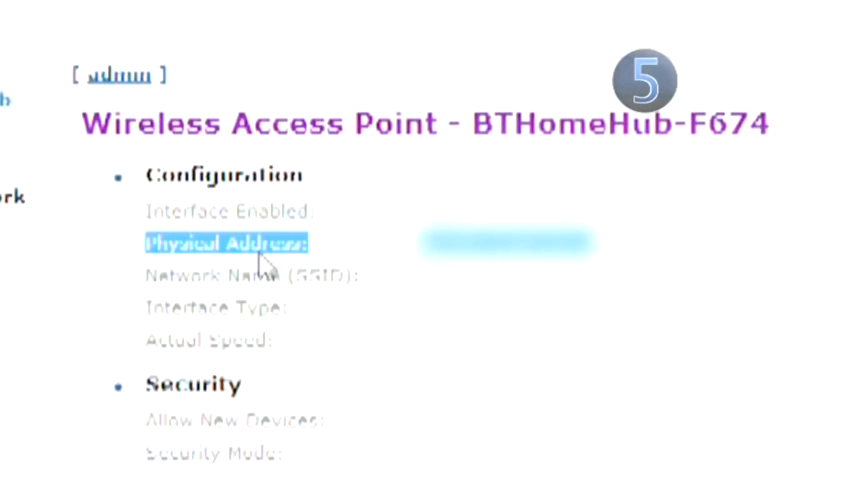 5
[ admin ]
b
Wireless Access Point - BTHomeHub-F674
Configuration
ork
Interface Enabled:
Physical Address:
Network Name (SSID):
Interface Type:
Actual Speed:
Security
Allow New Devices:
Security Mode: